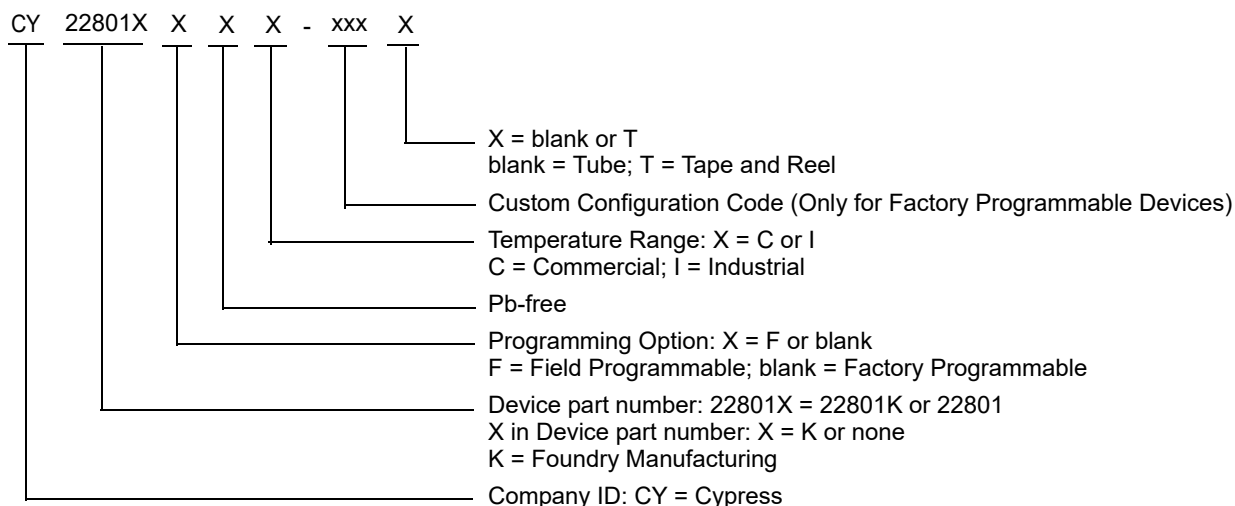 CY 22801X X X X - xxx X
X = blank or T
blank = Tube; T = Tape and Reel
Custom Configuration Code (Only for Factory Programmable Devices)
Temperature Range: X = C or I
C = Commercial; I = Industrial
Pb-free
Programming Option: X = F or blank
F = Field Programmable; blank = Factory Programmable
Device part number: 22801X = 22801K or 22801
X in Device part number: X = K or none
K = Foundry Manufacturing
Company ID: CY = Cypress